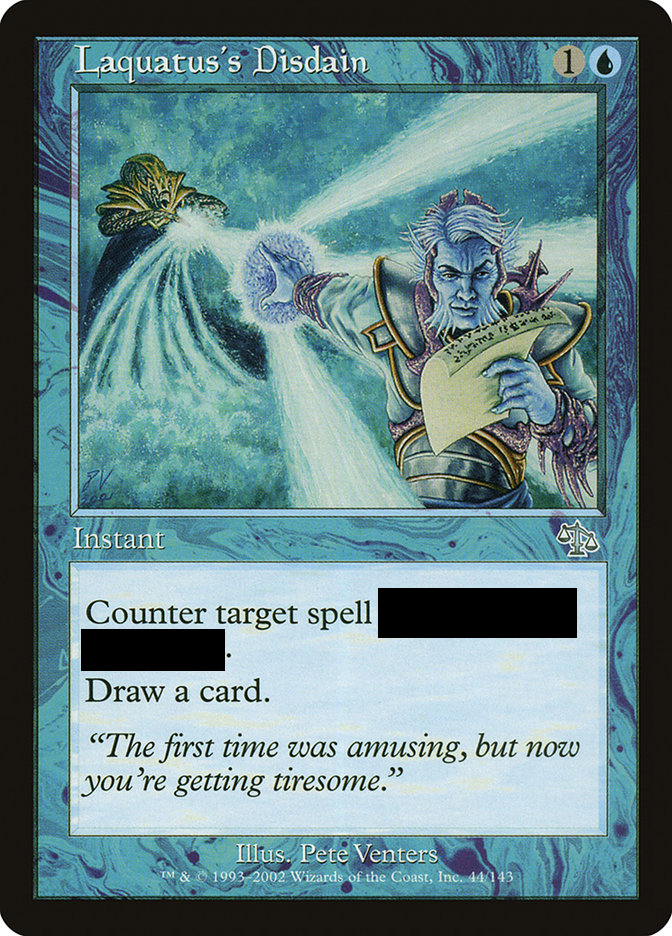 Laquatus's Disdain 1
PV
Instant
Counter target spell
.
Draw a card.
“The first time was amusing, but now
you're getting tiresome.”
Illus. Pete Venters
™ & © 1993-2002 Wizards of the Coast, Inc. 44/143